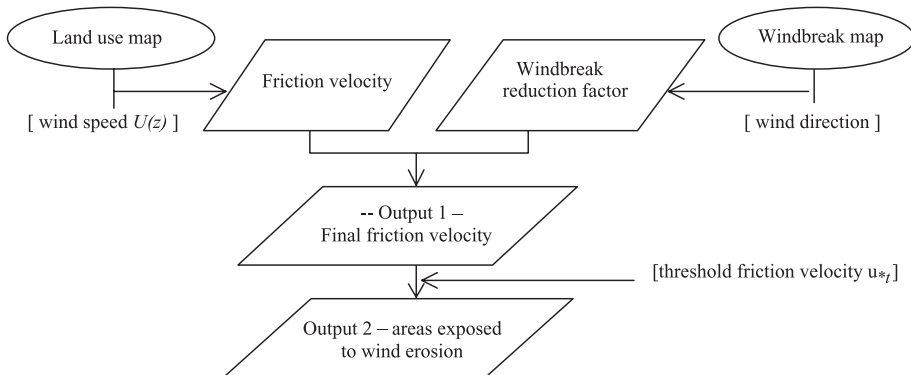 Land use map
Windbreak map
Friction velocity
Windbreak
reduction factor
[ wind speed U(z) ]
[ wind direction ]
-- Output 1 –
Final friction velocity
[threshold friction velocity u*t]
Output 2 – areas exposed
to wind erosion